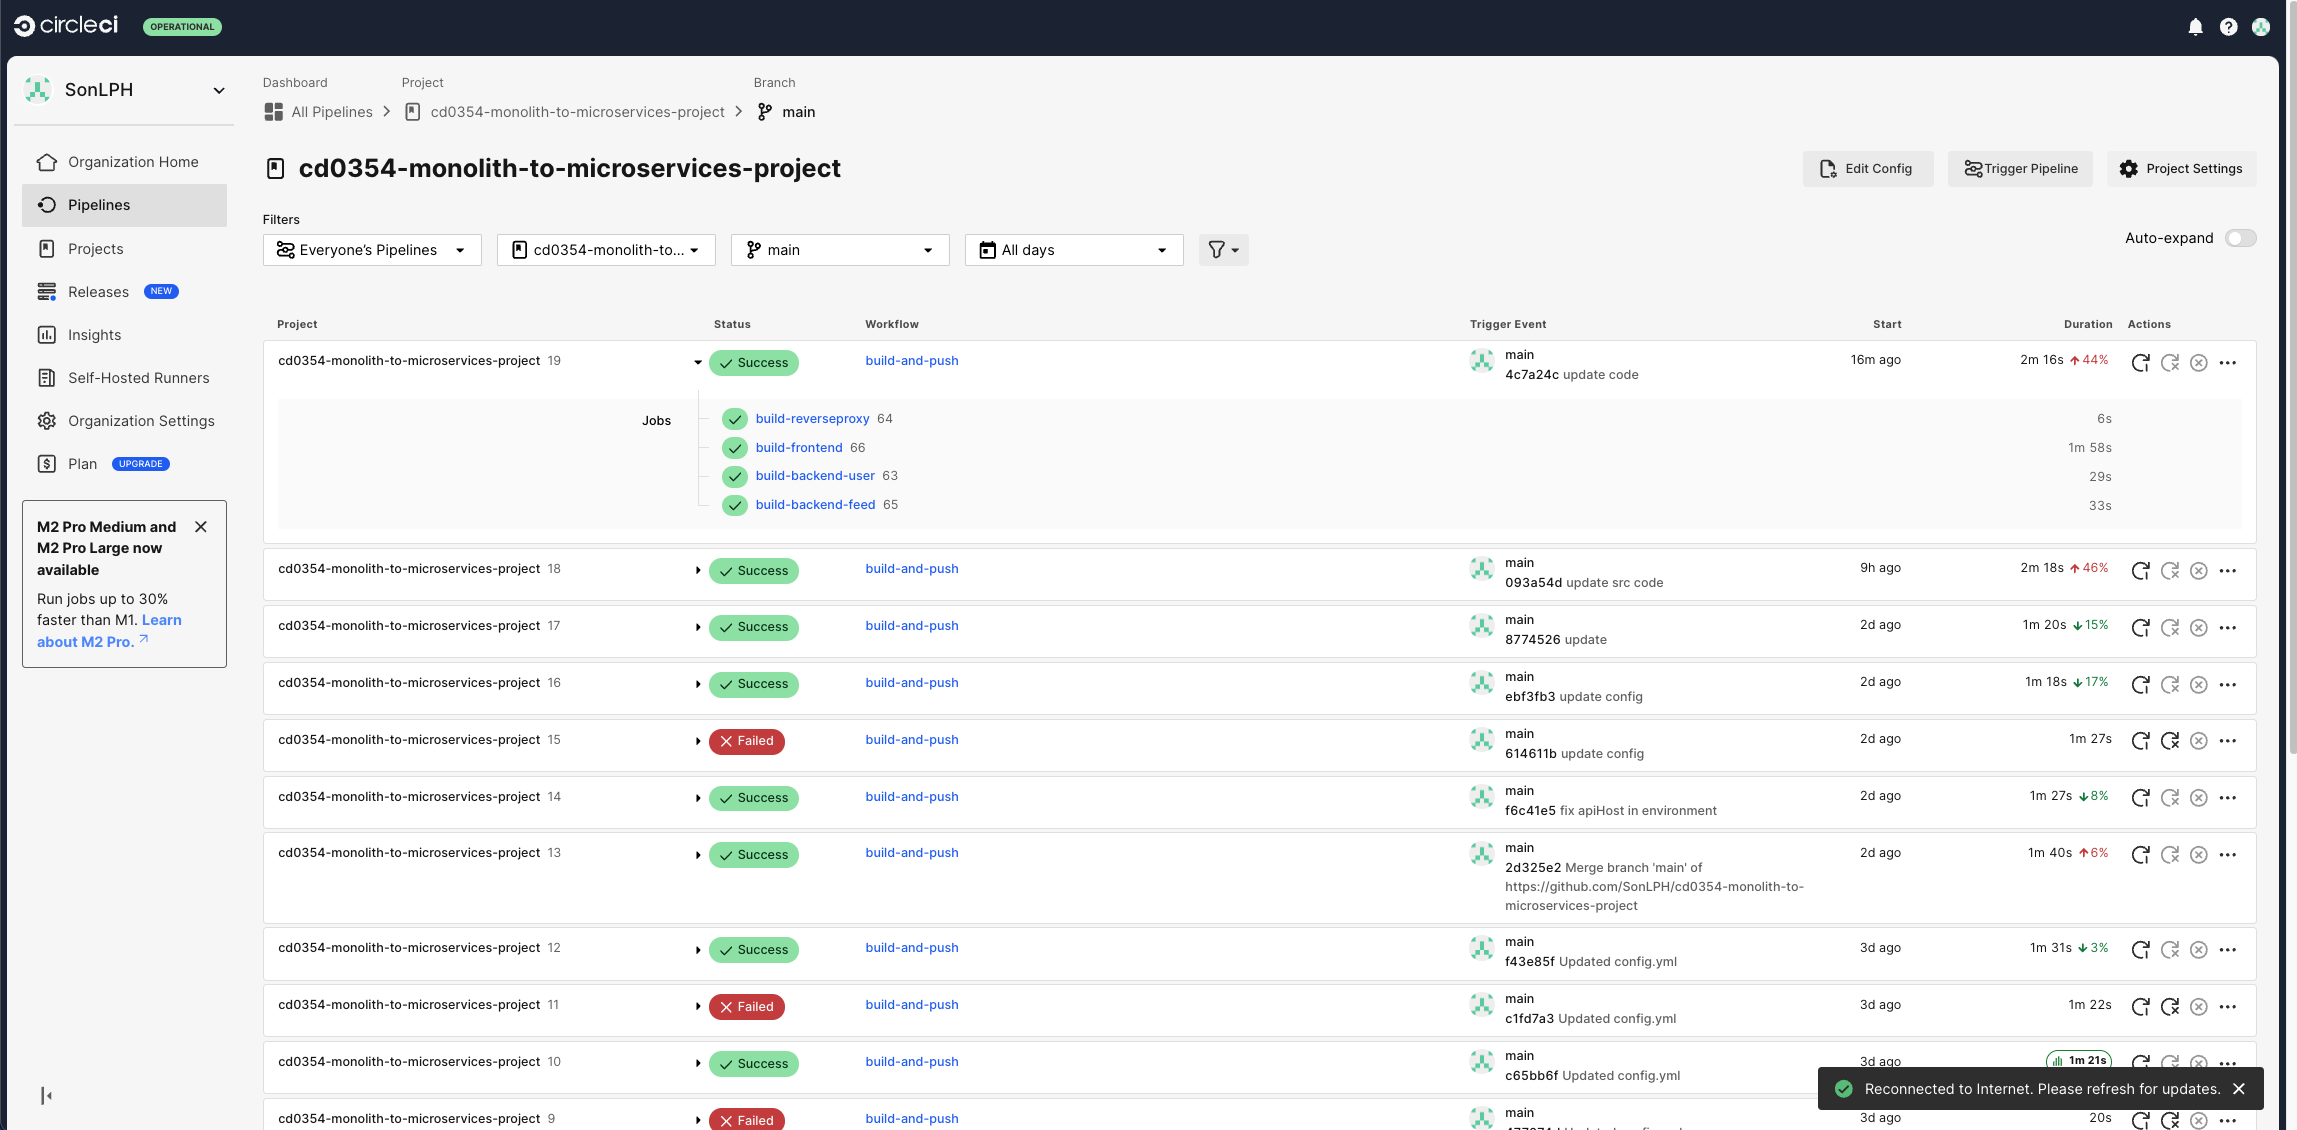 circleci OPERATIONAL
SonLPH
Organization Home
Pipelines
Projects
Releases NEW
Insights
Self-Hosted Runners
Organization Settings
Plan UPGRADE
M2 Pro Medium and
M2 Pro Large now
available
Run jobs up to 30%
faster than M1. Learn
about M2 Pro.
Dashboard Project Branch
All Pipelines cd0354-monolith-to-microservices-project main
cd0354-monolith-to-microservices-project
Edit Config Trigger Pipeline Project Settings
Filters
Everyone's Pipelines cd0354-monolith-to... main All days
Auto-expand
Project Status Workflow Trigger Event Start Duration Actions
cd0354-monolith-to-microservices-project 19 Success build-and-push main 16m ago 2m 16s 44%
4c7a24c update code
Jobs build-reverseproxy 64 6s
build-frontend 66 1m 58s
build-backend-user 63 29s
build-backend-feed 65 33s
cd0354-monolith-to-microservices-project 18 Success build-and-push main 9h ago 2m 18s 46%
093a54d update src code
cd0354-monolith-to-microservices-project 17 Success build-and-push main 2d ago 1m 20s 15%
8774526 update
cd0354-monolith-to-microservices-project 16 Success build-and-push main 2d ago 1m 18s 17%
ebf3fb3 update config
cd0354-monolith-to-microservices-project 15 Failed build-and-push main 2d ago 1m 27s
614611b update config
cd0354-monolith-to-microservices-project 14 Success build-and-push main 2d ago 1m 27s 8%
f6c41e5 fix apiHost in environment
cd0354-monolith-to-microservices-project 13 Success build-and-push main 2d ago 1m 40s 6%
2d325e2 Merge branch 'main' of
https://github.com/SonLPH/cd0354-monolith-to-
microservices-project
cd0354-monolith-to-microservices-project 12 Success build-and-push main 3d ago 1m 31s 3%
f43e85f Updated config.yml
cd0354-monolith-to-microservices-project 11 Failed build-and-push main 3d ago 1m 22s
c1fd7a3 Updated config.yml
cd0354-monolith-to-microservices-project 10 Success build-and-push main 3d ago 1m 21s
c65bb6f Updated config.yml
Reconnected to Internet. Please refresh for updates.
cd0354-monolith-to-microservices-project 9 Failed build-and-push main 3d ago 20s